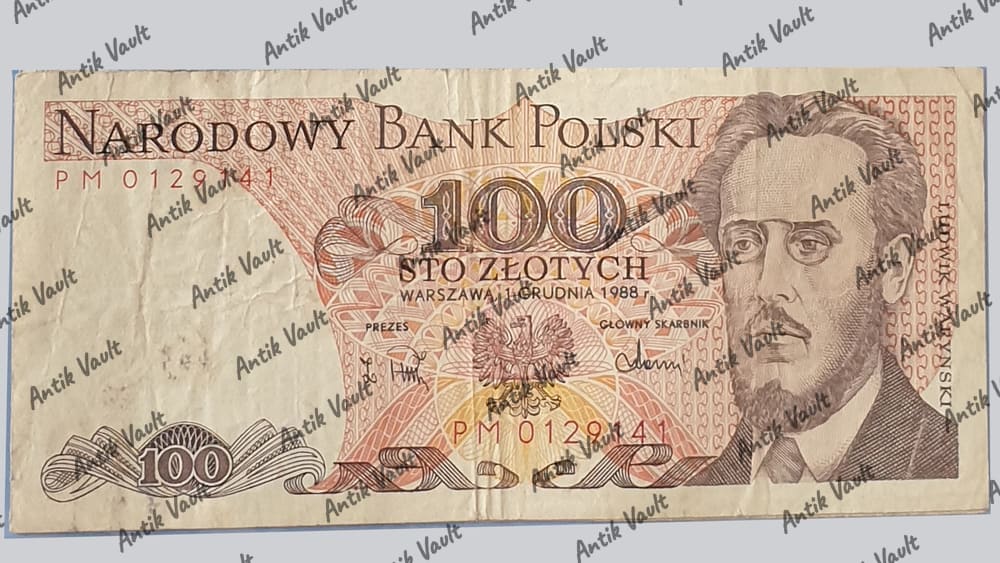 NARODOWY BANK POLSKI
PM 0129141
100
STO ZŁOTYCH
WARSZAWA, 1 GRUDNIA 1988 r.
PREZES
GŁÓWNY SKARBNIK
PM 0129141
100
LUDWIK WARYŃSKI
Antik Vault